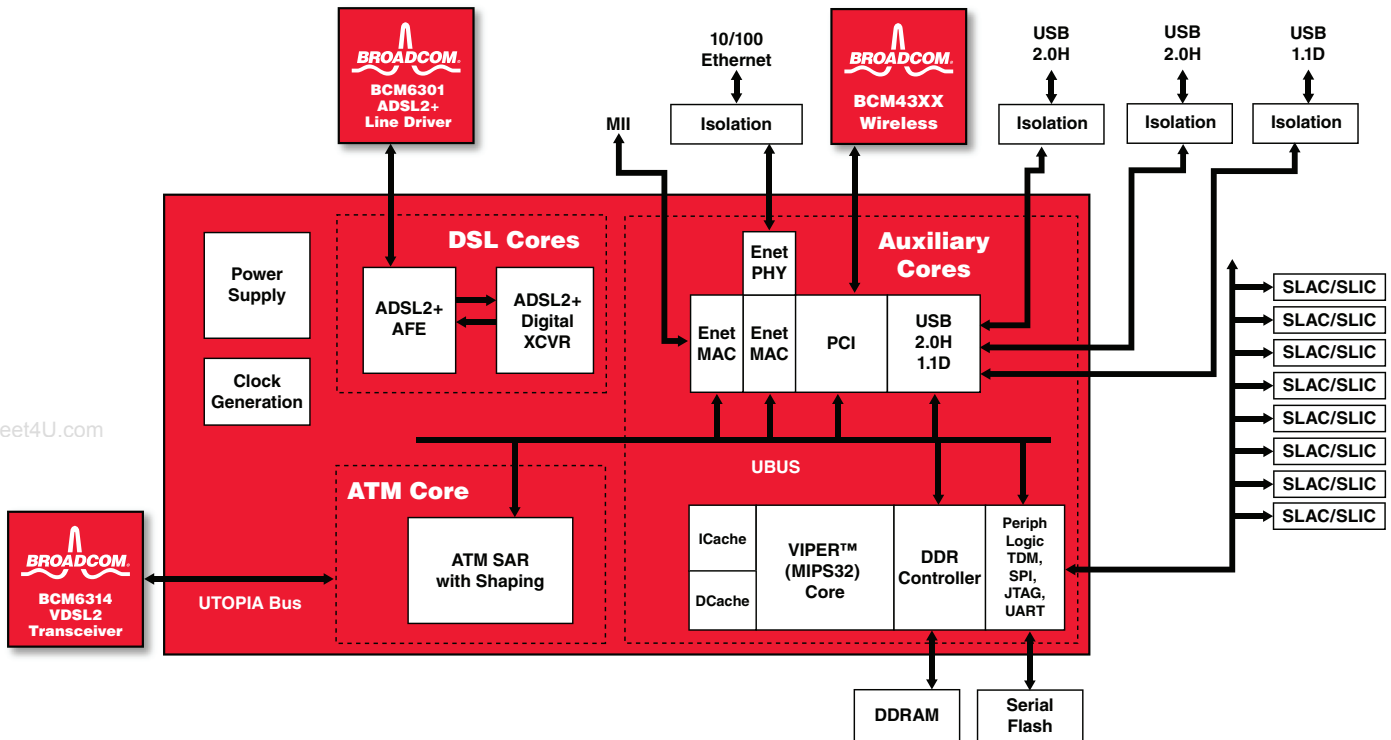 BROADCOM.
BCM6301
ADSL2+
Line Driver
10/100
Ethernet
Isolation
MII
BROADCOM.
BCM43XX
Wireless
USB
2.0H
Isolation
USB
2.0H
Isolation
USB
1.1D
Isolation
Power
Supply
Clock
Generation
DSL Cores
ADSL2+
AFE
ADSL2+
Digital
XCVR
Auxiliary
Cores
Enet
PHY
Enet
MAC
Enet
MAC
PCI
USB
2.0H
1.1D
SLAC/SLIC
SLAC/SLIC
SLAC/SLIC
SLAC/SLIC
SLAC/SLIC
SLAC/SLIC
SLAC/SLIC
SLAC/SLIC
eet4U.com
UBUS
ATM Core
ATM SAR
with Shaping
BROADCOM.
BCM6314
VDSL2
Transceiver
UTOPIA Bus
ICache
DCache
VIPER™
(MIPS32)
Core
DDR
Controller
Periph
Logic
TDM,
SPI,
JTAG,
UART
DDRAM
Serial
Flash